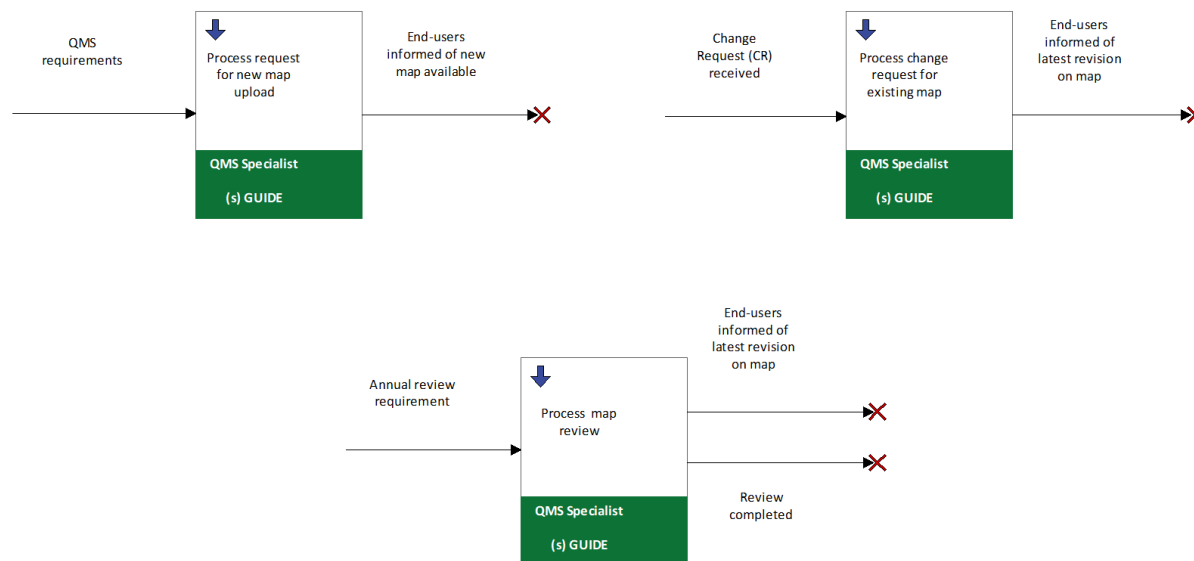 QMS
requirements
Process request
for new map
upload
QMS Specialist
(s) GUIDE
End-users
informed of new
map available
Change
Request (CR)
received
Process change
request for
existing map
QMS Specialist
(s) GUIDE
End-users
informed of
latest revision
on map
Annual review
requirement
Process map
review
QMS Specialist
(s) GUIDE
End-users
informed of
latest revision
on map
Review
completed